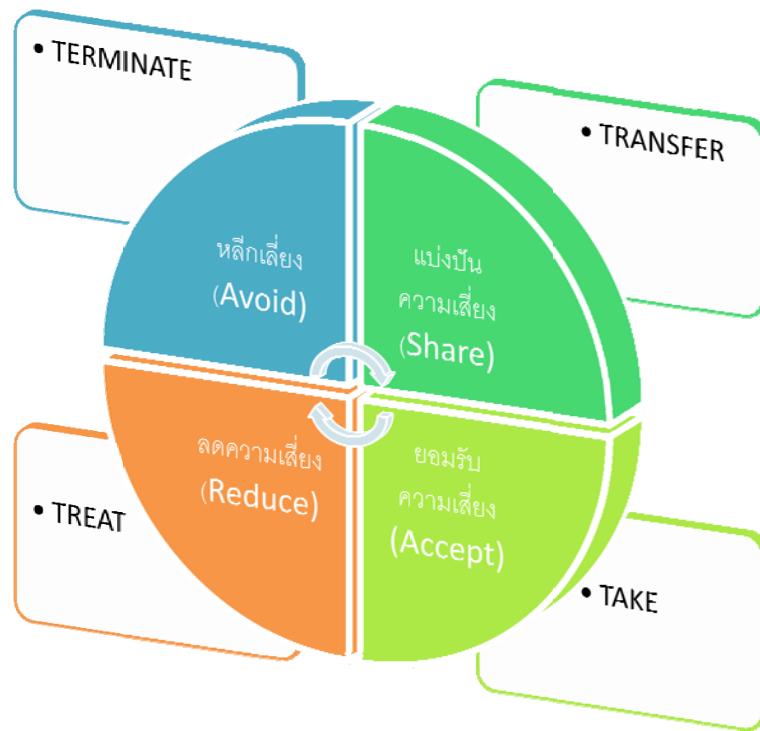 • TERMINATE
• TRANSFER
หลีกเลี่ยง
(Avoid)
แบ่งปัน
ความเสี่ยง
(Share)
ลดความเสี่ยง
(Reduce)
ยอมรับ
ความเสี่ยง
(Accept)
• TREAT
• TAKE